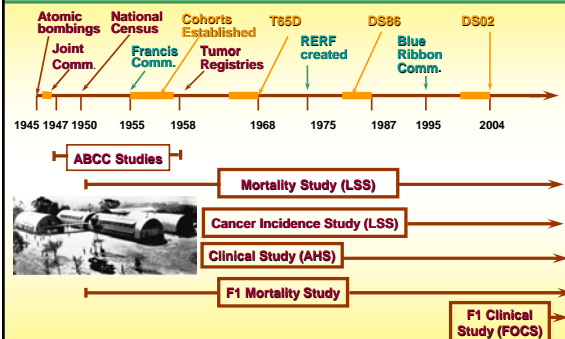 Atomic
bombings
National
Census
Cohorts
Established
T65D
DS86
DS02
Joint
Comm.
Francis
Comm.
Tumor
Registries
RERF
created
Blue
Ribbon
Comm.
1945
1947
1950
1955
1958
1968
1975
1987
1995
2004
ABCC Studies
Mortality Study (LSS)
Cancer Incidence Study (LSS)
Clinical Study (AHS)
F1 Mortality Study
F1 Clinical
Study (FOCS)